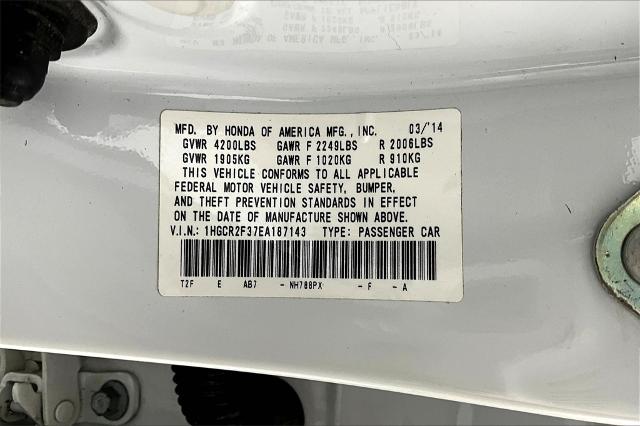 MFD. BY HONDA OF AMERICA MFG., INC. 03/'14
GVWR 4200LBS GAWR F 2249LBS R 2006LBS
GVWR 1905KG GAWR F 1020KG R 910KG
THIS VEHICLE CONFORMS TO ALL APPLICABLE
FEDERAL MOTOR VEHICLE SAFETY, BUMPER,
AND THEFT PREVENTION STANDARDS IN EFFECT
ON THE DATE OF MANUFACTURE SHOWN ABOVE.
V.I.N.: 1HGCR2F37EA187143 TYPE: PASSENGER CAR
T2F E AB7 -NH788PX -F -A